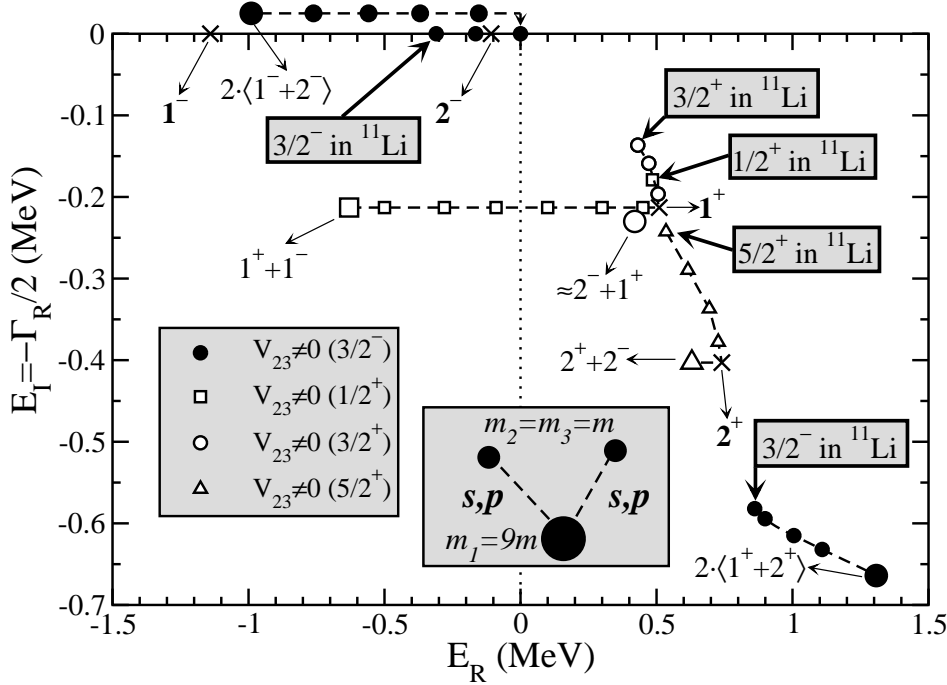 0
-0.1
-0.2
-0.3
-0.4
-0.5
-0.6
-0.7
-1.5
-1
-0.5
0
0.5
1
1.5
E_R (MeV)
E_I=−Γ_R/2 (MeV)
1⁻
2·⟨1⁻+2⁻⟩
3/2⁻ in ¹¹Li
2⁻
3/2⁺ in ¹¹Li
1/2⁺ in ¹¹Li
1⁺
5/2⁺ in ¹¹Li
1⁺+1⁻
≈2⁻+1⁺
2⁺+2⁻
2⁺
3/2⁻ in ¹¹Li
2·⟨1⁺+2⁺⟩
V₂₃≠0 (3/2⁻)
V₂₃≠0 (1/2⁺)
V₂₃≠0 (3/2⁺)
V₂₃≠0 (5/2⁺)
m₂=m₃=m
s,p
s,p
m₁=9m